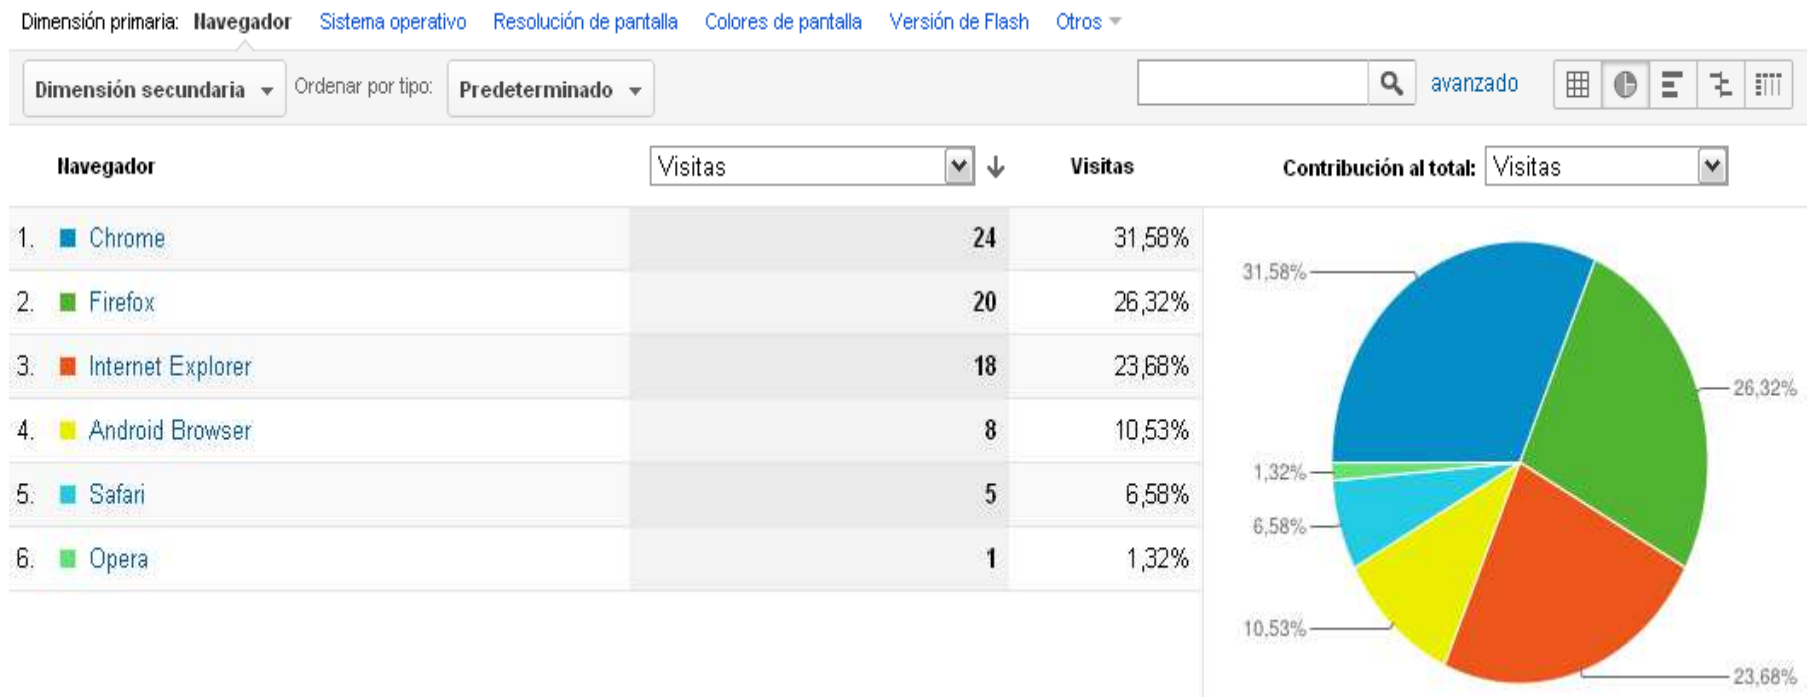 Dimensión primaria: Navegador Sistema operativo Resolución de pantalla Colores de pantalla Versión de Flash Otros
Dimensión secundaria Ordenar por tipo: Predeterminado avanzado
Navegador Visitas Visitas Contribución al total: Visitas
1. Chrome 24 31,58%
2. Firefox 20 26,32%
3. Internet Explorer 18 23,68%
4. Android Browser 8 10,53%
5. Safari 5 6,58%
6. Opera 1 1,32%
31,58%
26,32%
1,32%
6,58%
10,53%
23,68%